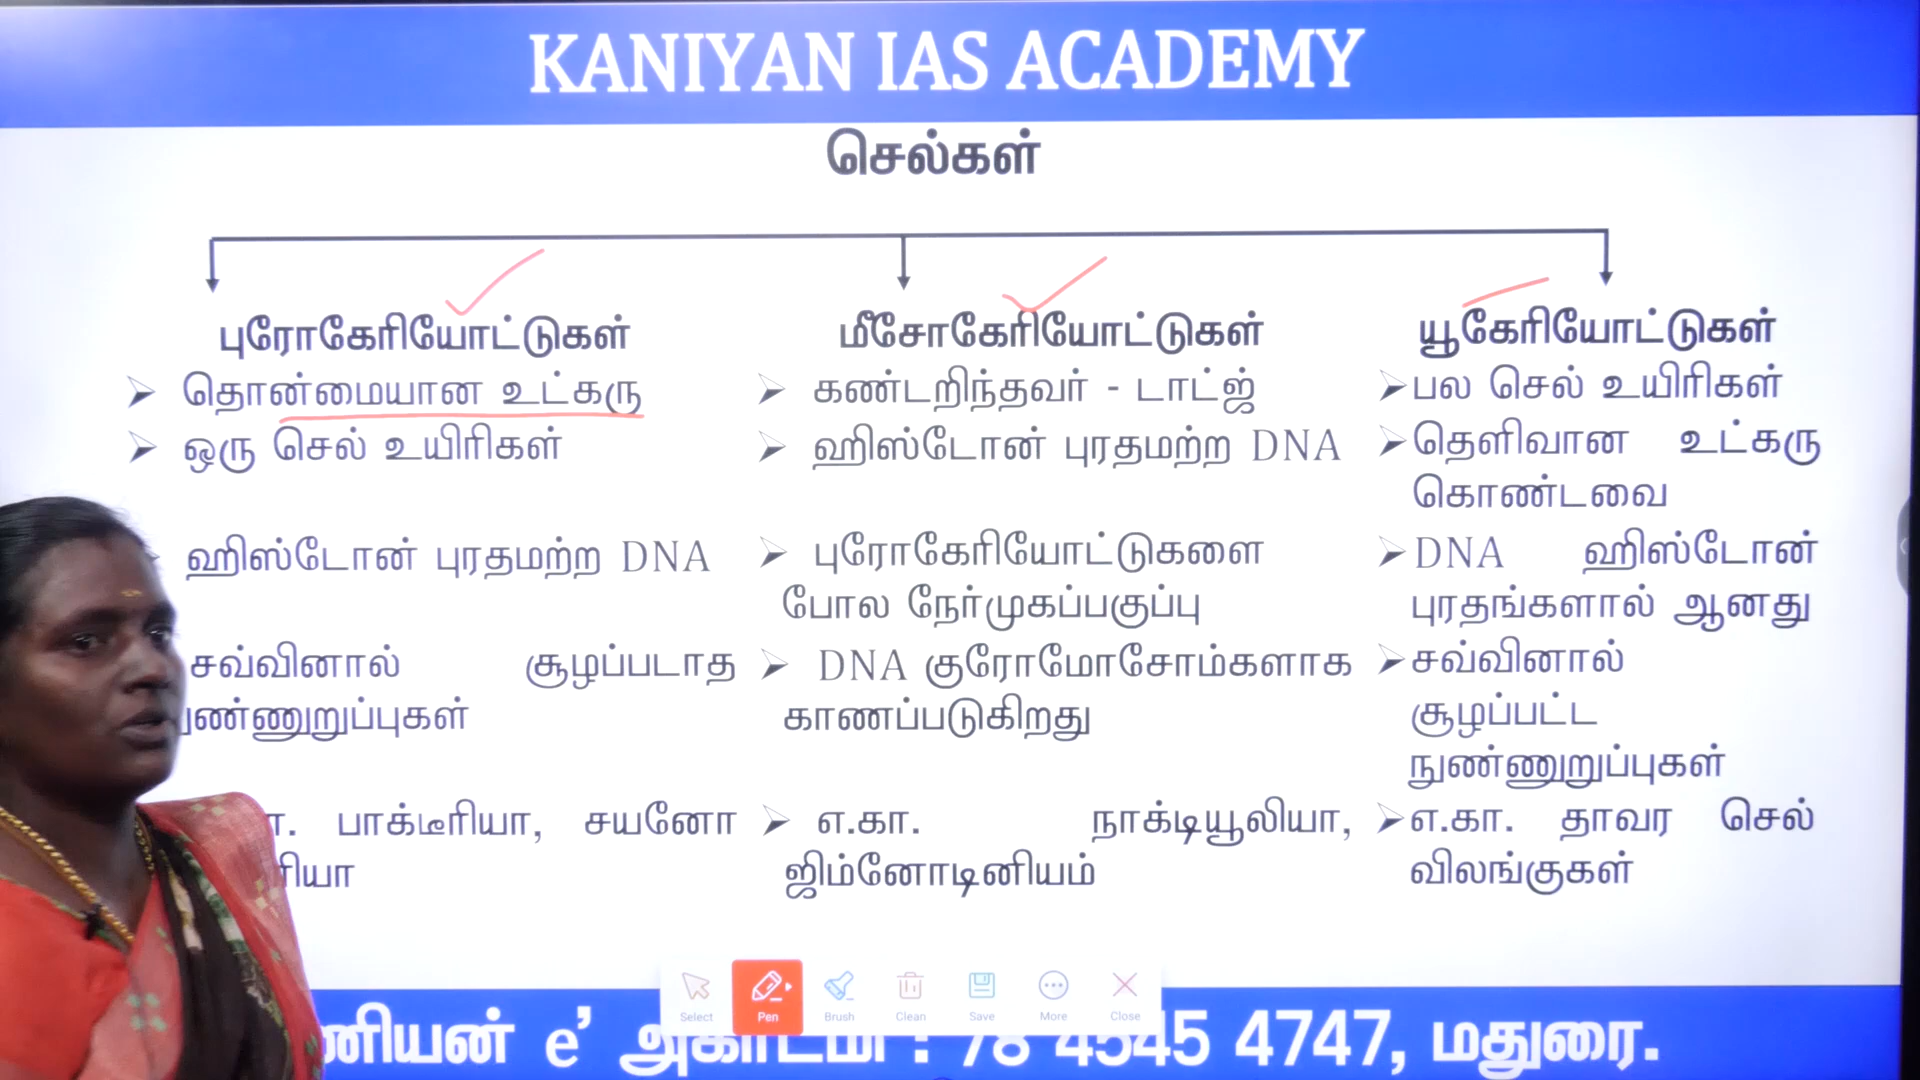 KANIYAN IAS ACADEMY
செல்கள்
புரோகேரியோட்டுகள்
தொன்மையான உட்கரு
ஒரு செல் உயிரிகள்
ஹிஸ்டோன் புரதமற்ற DNA
சவ்வினால் சூழப்படாத
பாக்டீரியா, சயனோ
மீசோகேரியோட்டுகள்
கண்டறிந்தவர் - டாட்ஜ்
ஹிஸ்டோன் புரதமற்ற DNA
புரோகேரியோட்டுகளை
போல நேர்முகப்பகுப்பு
DNA குரோமோசோம்களாக
காணப்படுகிறது
எ.கா. நாக்டியூலியா,
ஜிம்னோடினியம்
யூகேரியோட்டுகள்
பல செல் உயிரிகள்
தெளிவான உட்கரு
கொண்டவை
DNA ஹிஸ்டோன்
புரதங்களால் ஆனது
சவ்வினால்
சூழப்பட்ட
நுண்ணுறுப்புகள்
எ.கா. தாவர செல்
விலங்குகள்
Select Pen Brush Clean Save More Close
e’ : 78 4545 4747, மதுரை.